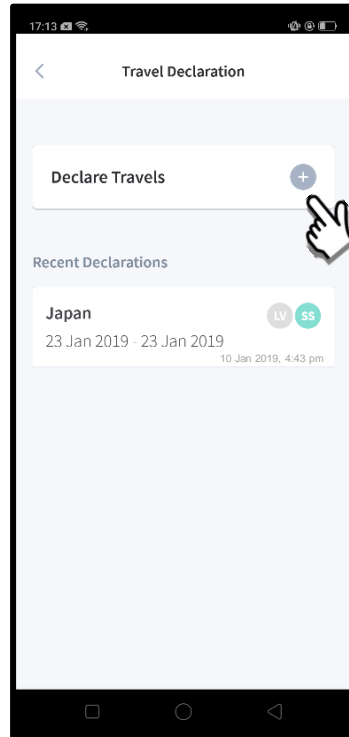 17:13
Travel Declaration
Declare Travels
Recent Declarations
Japan
LV SS
23 Jan 2019 - 23 Jan 2019
10 Jan 2019, 4:43 pm